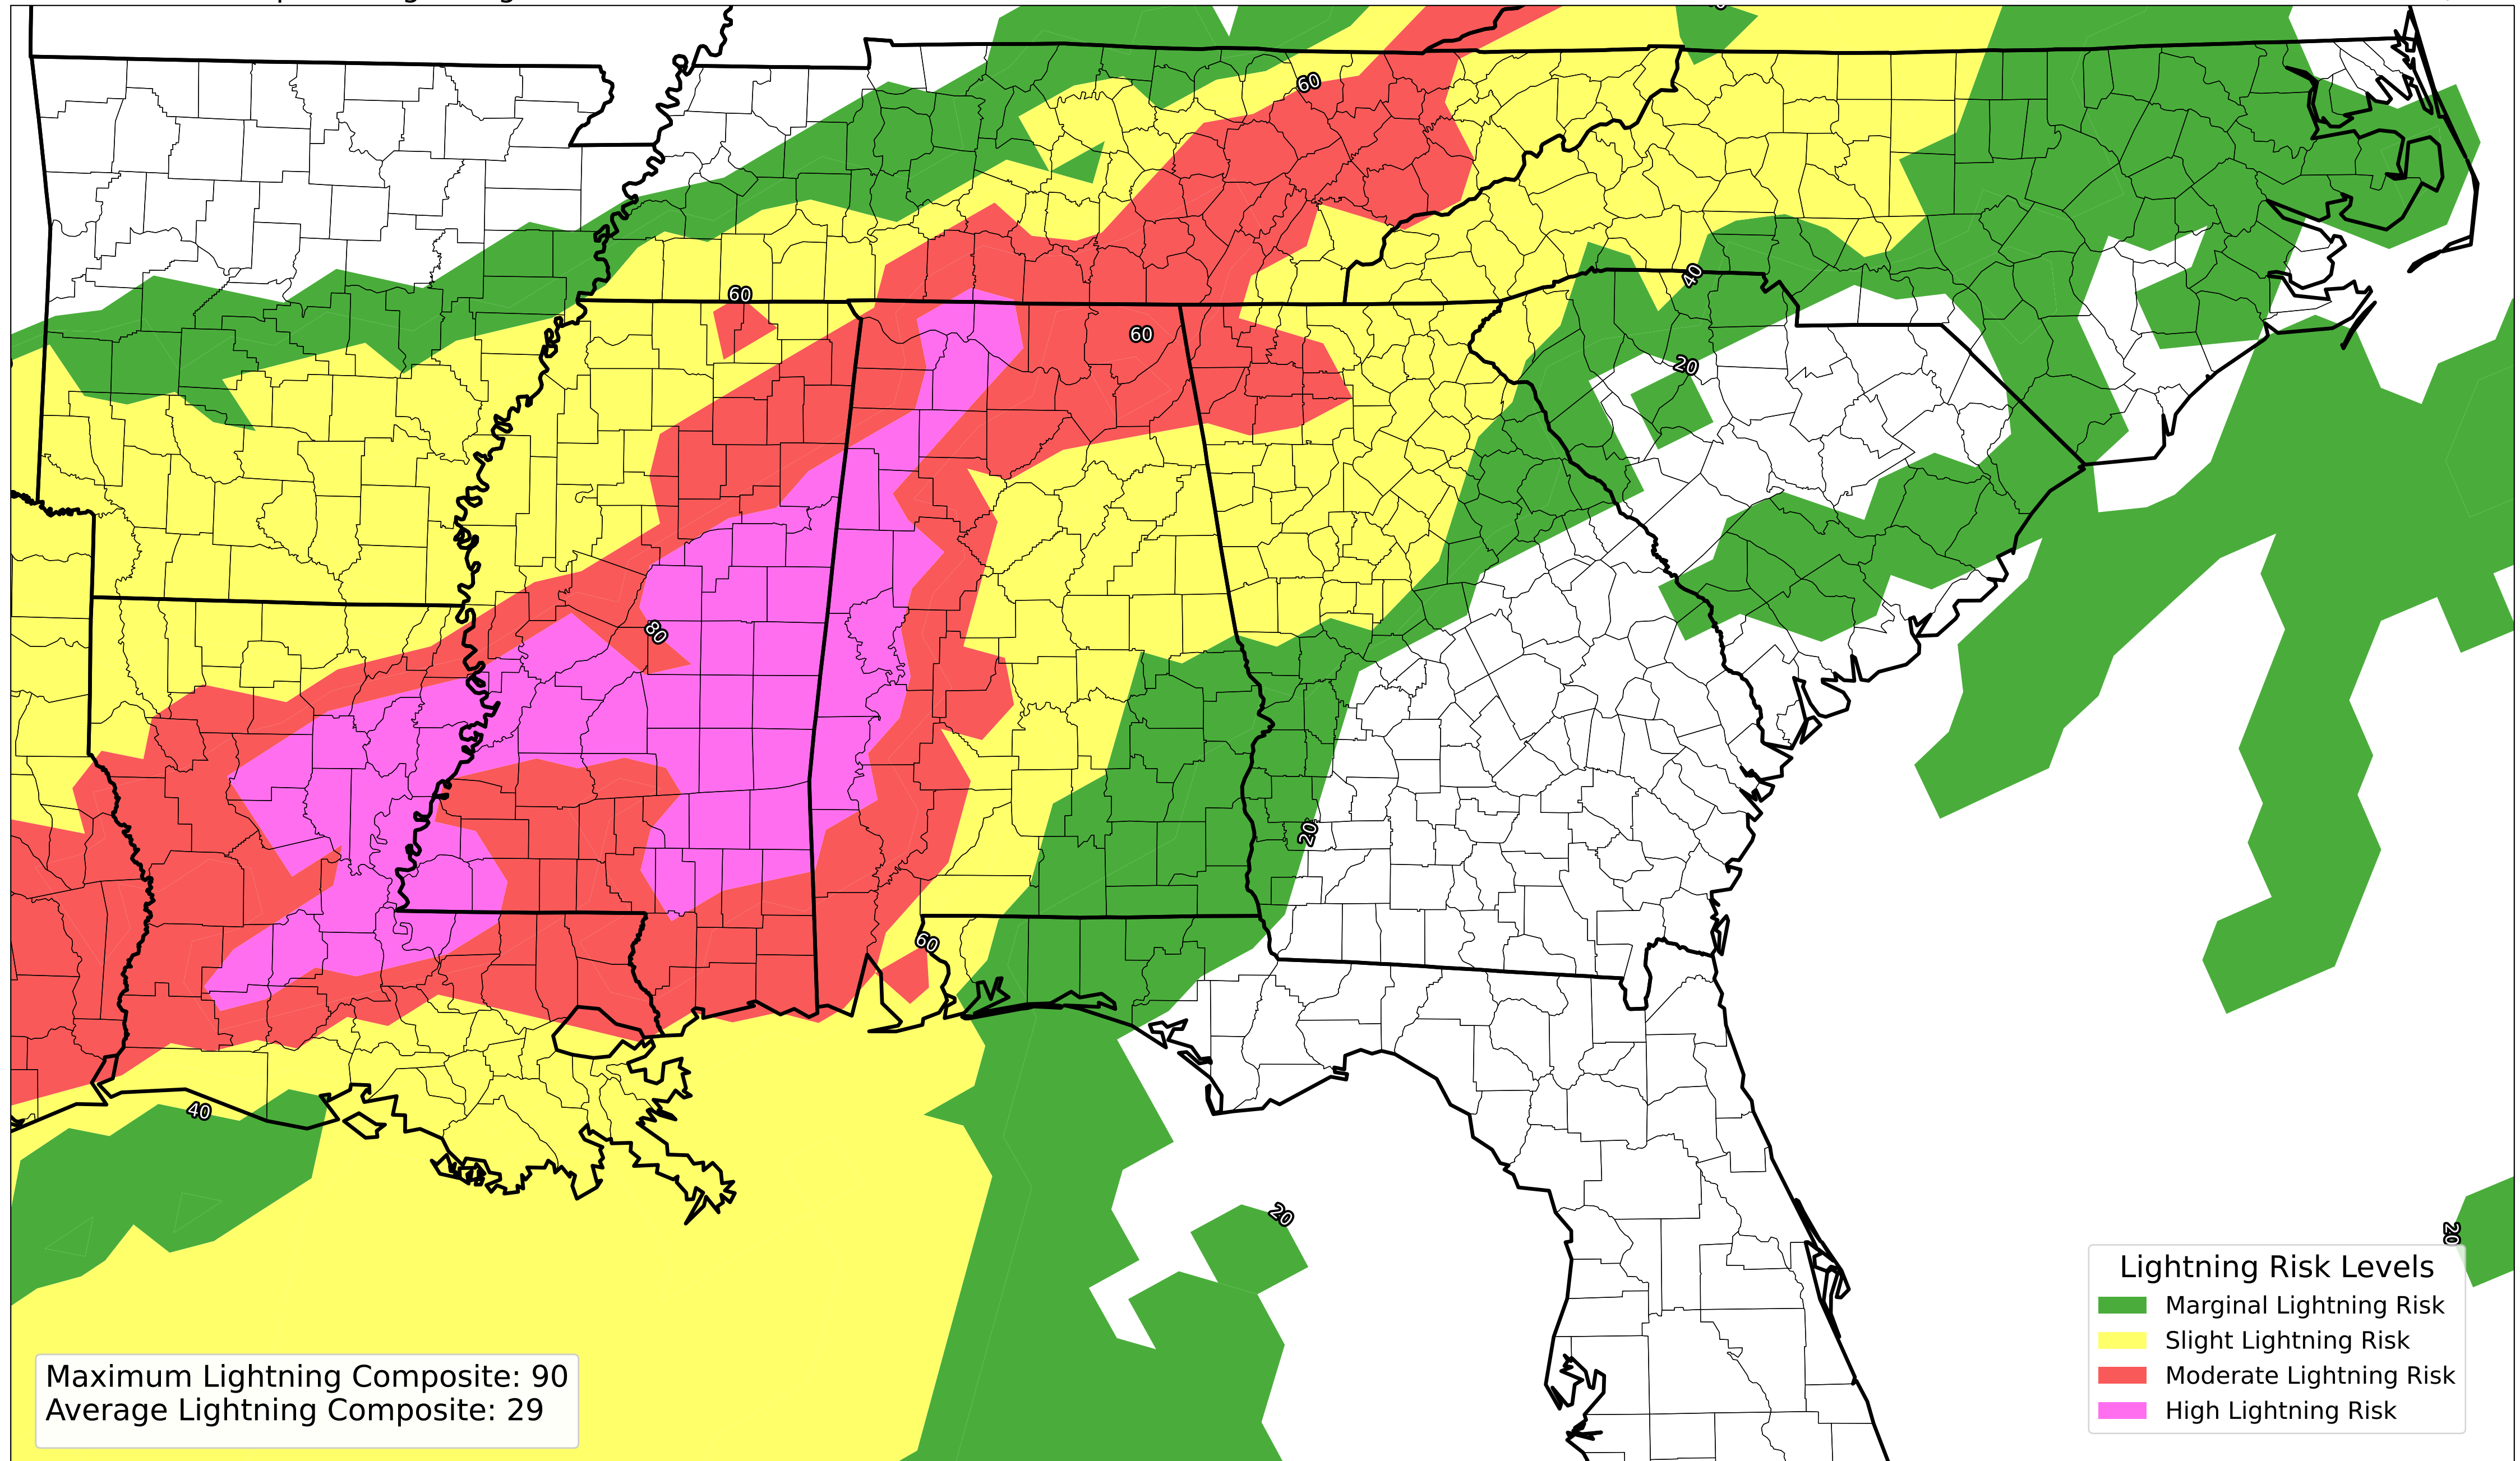 60
60
60
40
20
80
20
60
40
20
20
Lightning Risk Levels
Marginal Lightning Risk
Slight Lightning Risk
Moderate Lightning Risk
High Lightning Risk
Maximum Lightning Composite: 90
Average Lightning Composite: 29